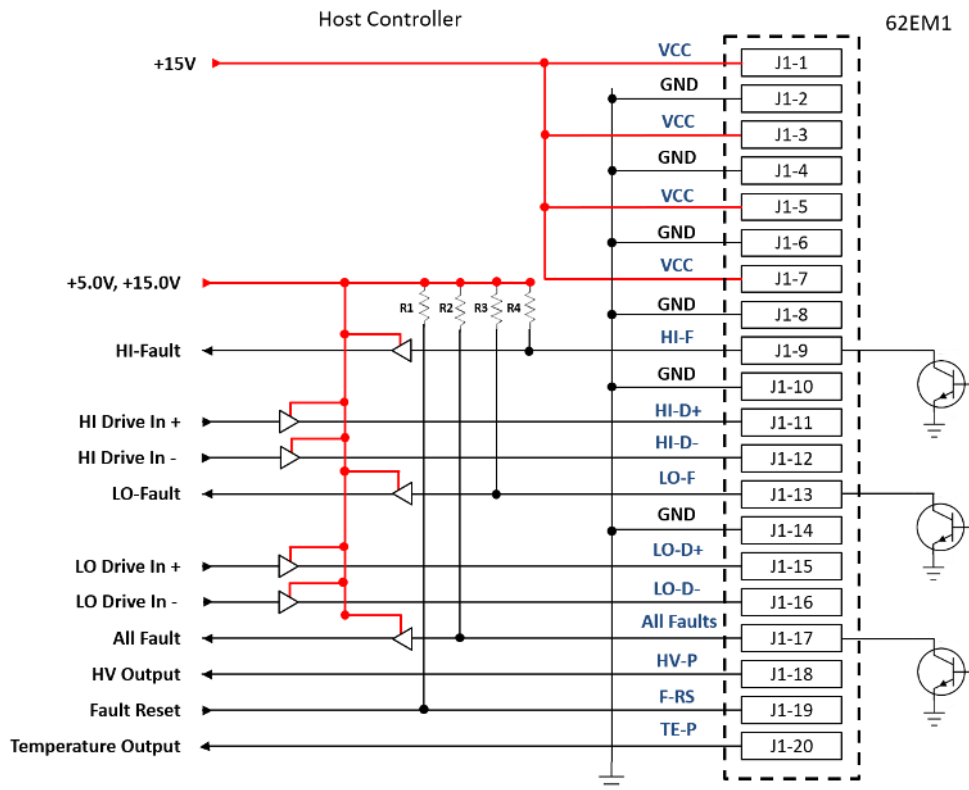 Host Controller
62EM1
+15V
VCC
J1-1
GND
J1-2
VCC
J1-3
GND
J1-4
VCC
J1-5
GND
J1-6
+5.0V, +15.0V
VCC
J1-7
R1
R2
R3
R4
GND
J1-8
HI-Fault
HI-F
J1-9
GND
J1-10
HI Drive In +
HI-D+
J1-11
HI Drive In -
HI-D-
J1-12
LO-Fault
LO-F
J1-13
GND
J1-14
LO Drive In +
LO-D+
J1-15
LO Drive In -
LO-D-
J1-16
All Fault
All Faults
J1-17
HV Output
HV-P
J1-18
Fault Reset
F-RS
J1-19
Temperature Output
TE-P
J1-20